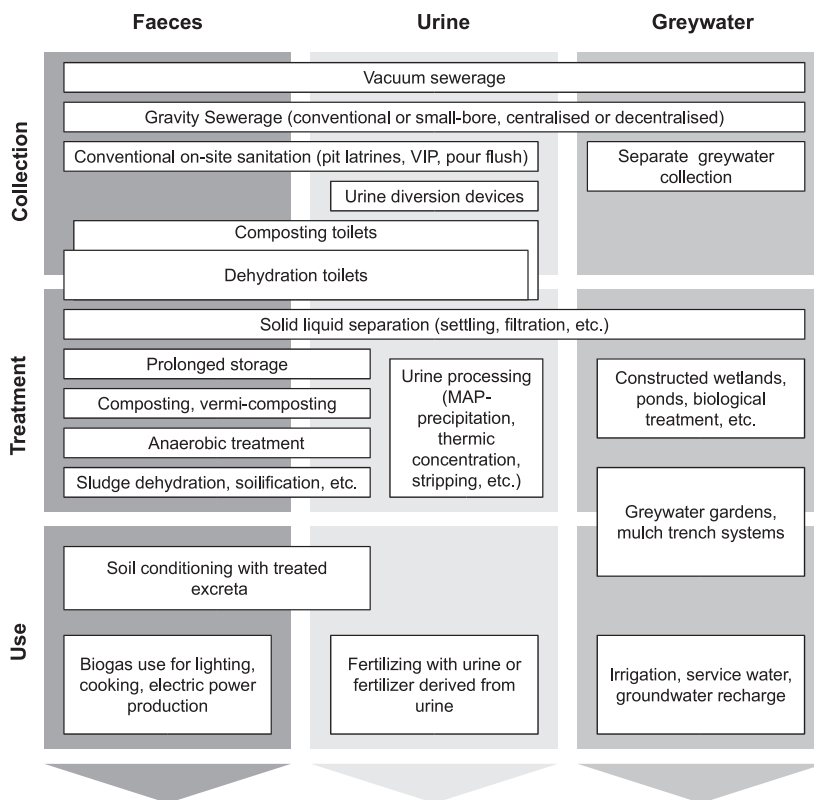 Faeces
Urine
Greywater
Collection
Vacuum sewerage
Gravity Sewerage (conventional or small-bore, centralised or decentralised)
Conventional on-site sanitation (pit latrines, VIP, pour flush)
Separate greywater
collection
Urine diversion devices
Composting toilets
Dehydration toilets
Treatment
Solid liquid separation (settling, filtration, etc.)
Prolonged storage
Composting, vermi-composting
Anaerobic treatment
Sludge dehydration, soilification, etc.
Urine processing
(MAP-
precipitation,
thermic
concentration,
stripping, etc.)
Constructed wetlands,
ponds, biological
treatment, etc.
Greywater gardens,
mulch trench systems
Use
Soil conditioning with treated
excreta
Biogas use for lighting,
cooking, electric power
production
Fertilizing with urine or
fertilizer derived from
urine
Irrigation, service water,
groundwater recharge